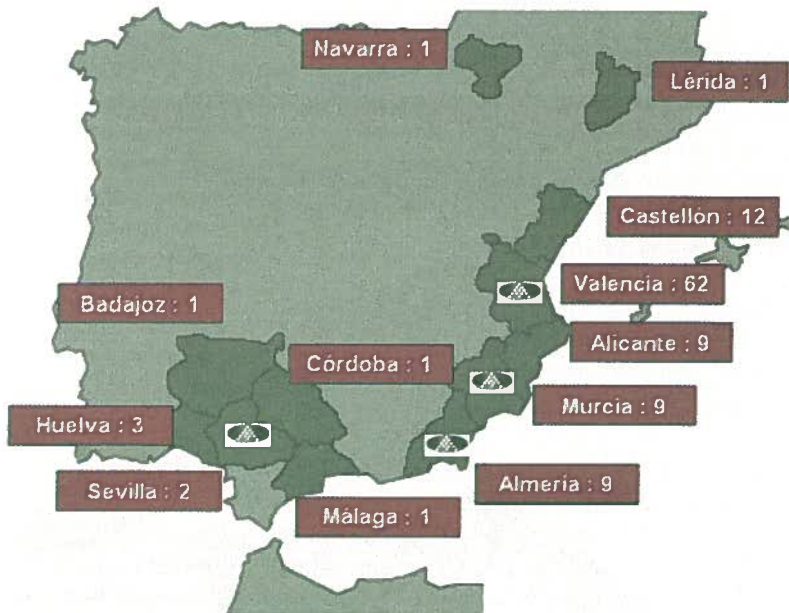 Navarra : 1
Lérida : 1
Castellón : 12
Valencia : 62
Badajoz : 1
Alicante : 9
Córdoba : 1
Murcia : 9
Huelva : 3
Almería : 9
Sevilla : 2
Málaga : 1